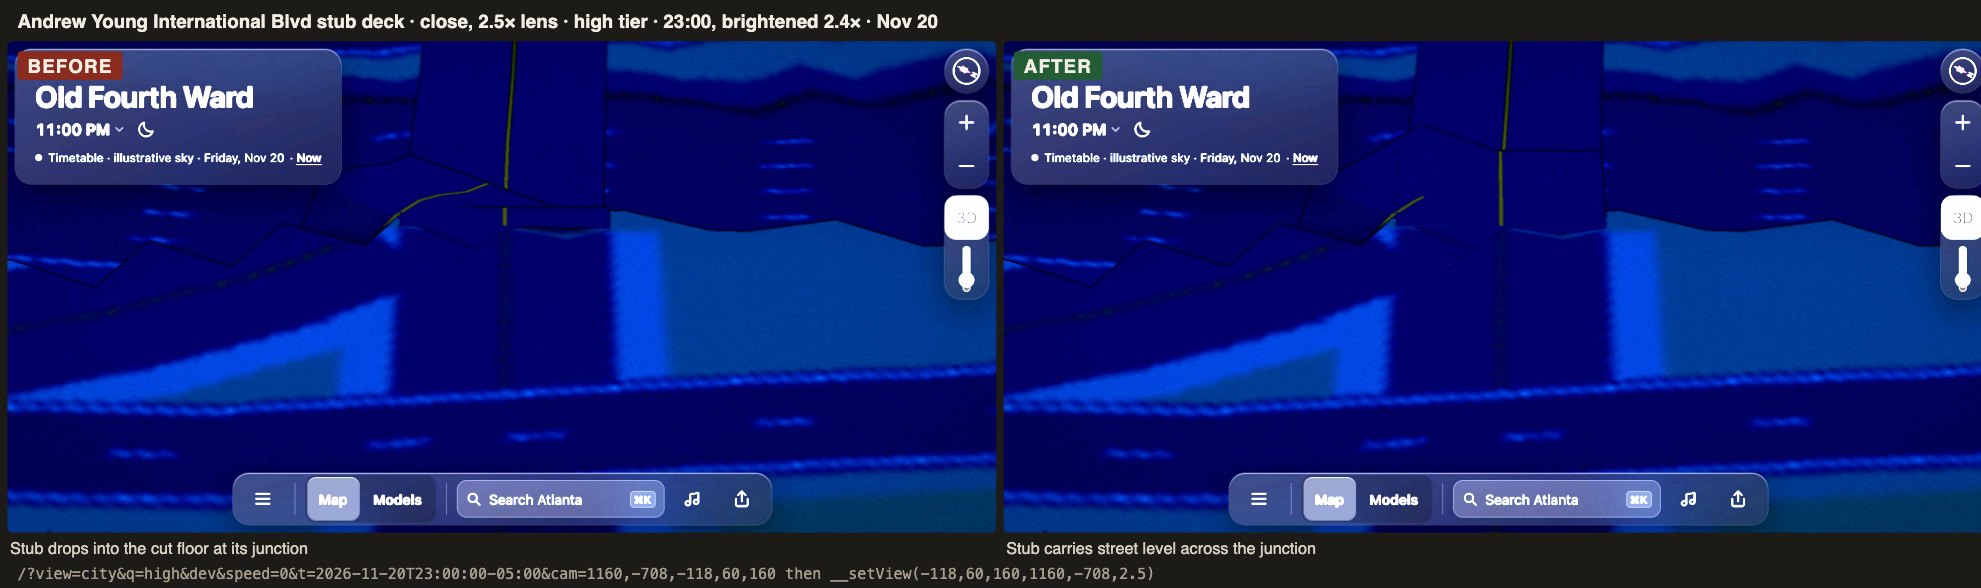 Andrew Young International Blvd stub deck · close, 2.5× lens · high tier · 23:00, brightened 2.4× · Nov 20
BEFORE
Old Fourth Ward
11:00 PM
Timetable · illustrative sky · Friday, Nov 20 · Now
+
−
3D
Map Models Search Atlanta ⌘K
Stub drops into the cut floor at its junction
AFTER
Old Fourth Ward
11:00 PM
Timetable · illustrative sky · Friday, Nov 20 · Now
+
−
3D
Map Models Search Atlanta ⌘K
Stub carries street level across the junction
/?view=city&q=high&dev&speed=0&t=2026-11-20T23:00:00-05:00&cam=1160,-708,-118,60,160 then __setView(-118,60,160,1160,-708,2.5)